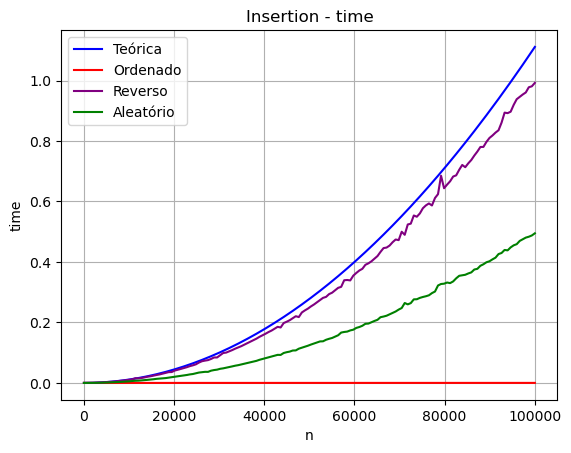 Insertion - time
Teórica
Ordenado
Reverso
Aleatório
1.0
0.8
0.6
0.4
0.2
0.0
time
0 20000 40000 60000 80000 100000
n